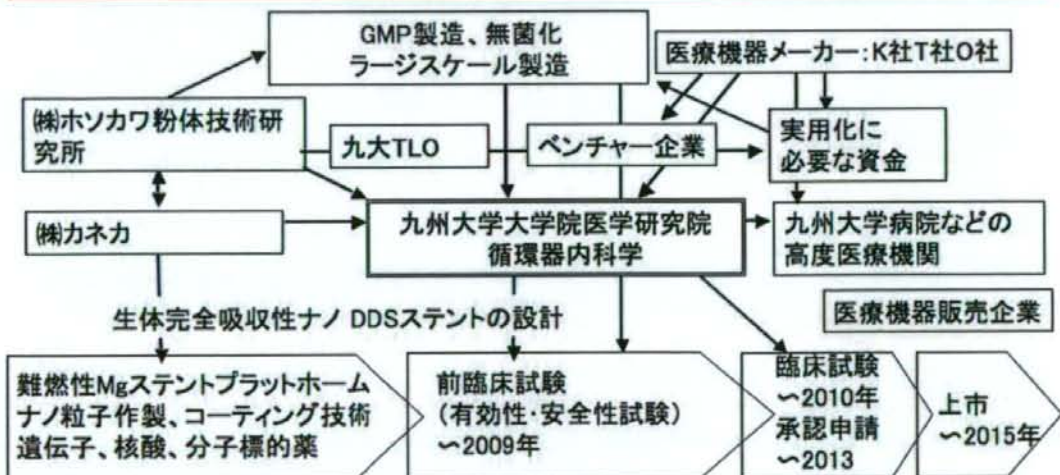 GMP製造、無菌化
ラージスケール製造
医療機器メーカー:K社T社O社
㈱ホソカワ粉体技術研
究所
九大TLO
ベンチャー企業
実用化に
必要な資金
㈱カネカ
九州大学大学院医学研究院
循環器内科学
九州大学病院などの
高度医療機関
生体完全吸収性ナノ DDSステントの設計
医療機器販売企業
難燃性Mgステントプラットホーム
ナノ粒子作製、コーティング技術
遺伝子、核酸、分子標的薬
前臨床試験
(有効性・安全性試験)
～2009年
臨床試験
～2010年
承認申請
～2013
上市
～2015年